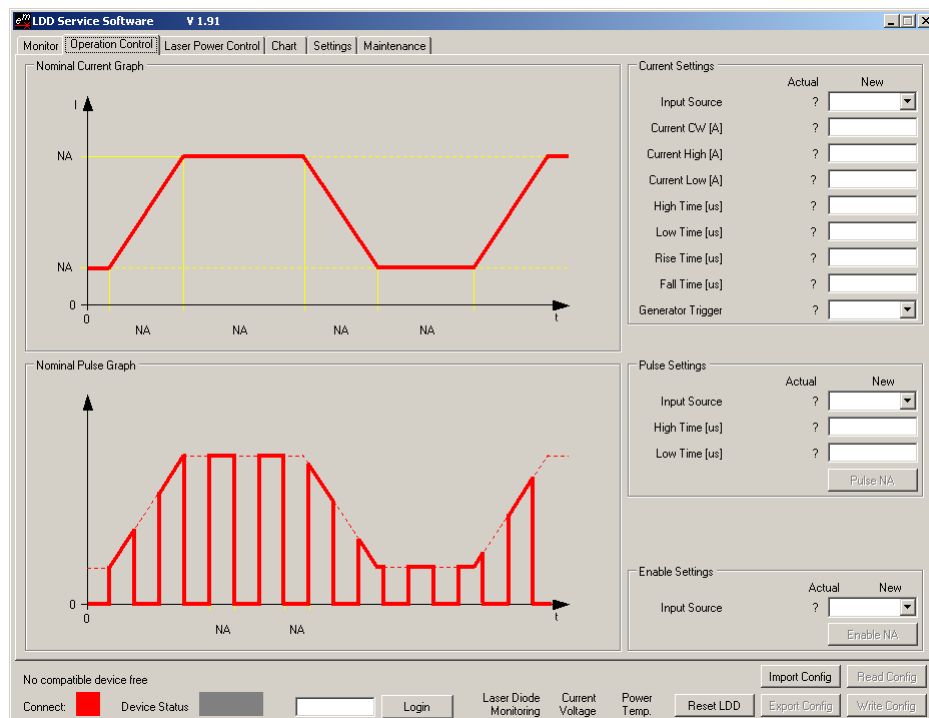 LDD Service Software V 1.91
Monitor Operation Control Laser Power Control Chart Settings Maintenance
Nominal Current Graph
I
NA
NA
0
0
t
NA NA NA NA
Current Settings
Actual New
Input Source ?
Current CW [A] ?
Current High [A] ?
Current Low [A] ?
High Time [us] ?
Low Time [us] ?
Rise Time [us] ?
Fall Time [us] ?
Generator Trigger ?
Nominal Pulse Graph
0
0
t
NA NA
Pulse Settings
Actual New
Input Source ?
High Time [us] ?
Low Time [us] ?
Pulse NA
Enable Settings
Actual New
Input Source ?
Enable NA
No compatible device free
Connect: Device Status Login
Laser Diode Monitoring
Current Voltage
Power Temp.
Reset LDD
Import Config Read Config
Export Config Write Config